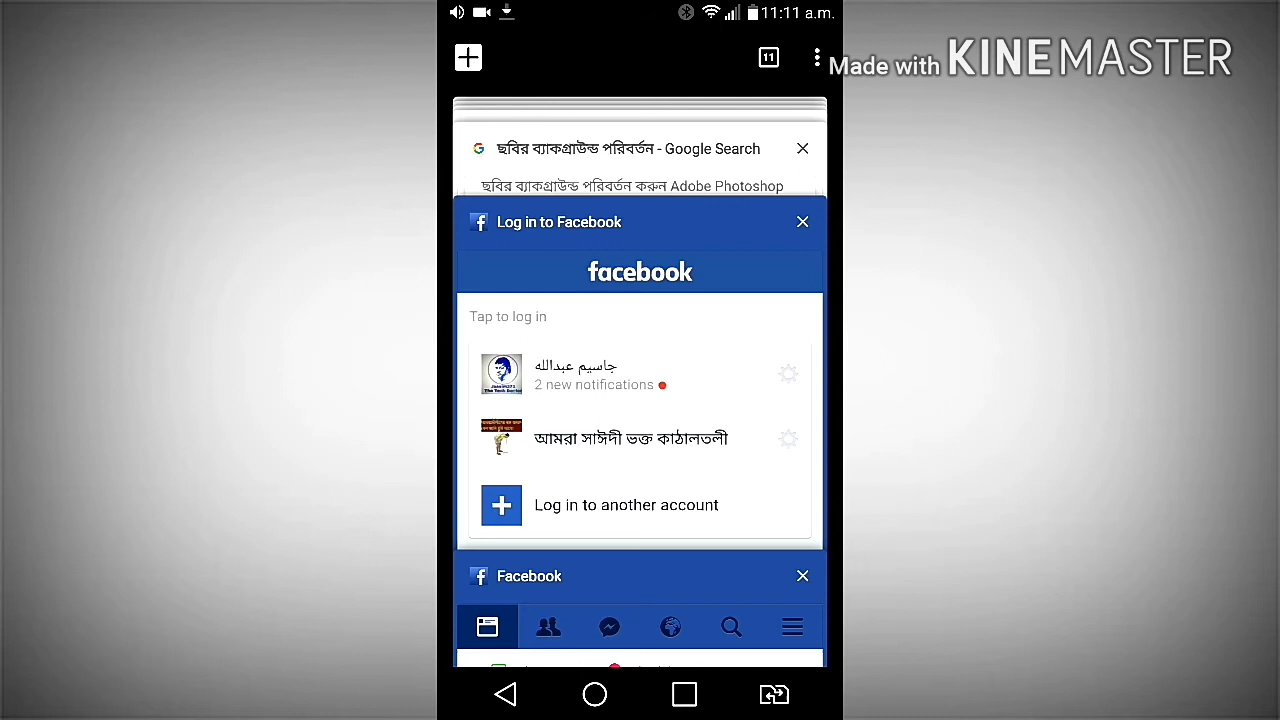 11:11 a.m.
11
Made with KINEMASTER
ছবির ব্যাকগ্রাউন্ড পরিবর্তন - Google Search
ছবির ব্যাকগ্রাউন্ড পরিবর্তন করুন Adobe Photoshop
Log in to Facebook
facebook
Tap to log in
جاسيم عبدالله
2 new notifications
আমরা সাঈদী ভক্ত কাঠালতলী
Log in to another account
Facebook